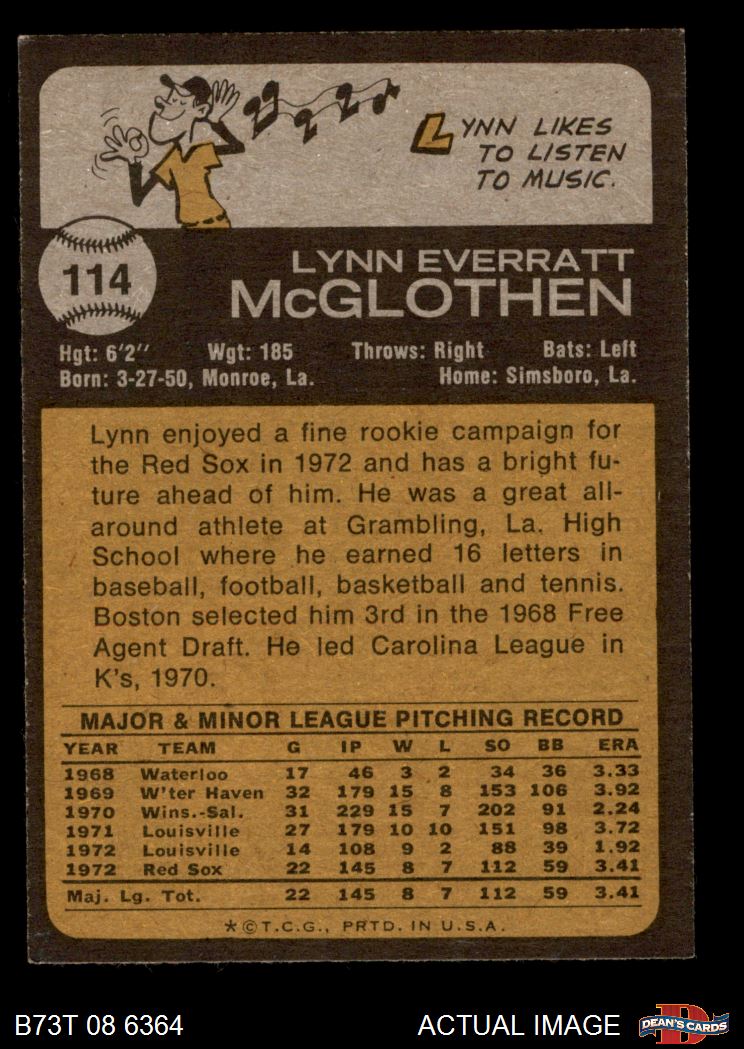 LYNN LIKES
TO LISTEN
TO MUSIC.
114
LYNN EVERRATT
McGLOTHEN
Hgt: 6'2" Wgt: 185 Throws: Right Bats: Left
Born: 3-27-50, Monroe, La. Home: Simsboro, La.
Lynn enjoyed a fine rookie campaign for
the Red Sox in 1972 and has a bright fu-
ture ahead of him. He was a great all-
around athlete at Grambling, La. High
School where he earned 16 letters in
baseball, football, basketball and tennis.
Boston selected him 3rd in the 1968 Free
Agent Draft. He led Carolina League in
K's, 1970.
MAJOR & MINOR LEAGUE PITCHING RECORD
YEAR TEAM G IP W L SO BB ERA
1968 Waterloo 17 46 3 2 34 36 3.33
1969 W'ter Haven 32 179 15 8 153 106 3.92
1970 Wins.-Sal. 31 229 15 7 202 91 2.24
1971 Louisville 27 179 10 10 151 98 3.72
1972 Louisville 14 108 9 2 88 39 1.92
1972 Red Sox 22 145 8 7 112 59 3.41
Maj. Lg. Tot. 22 145 8 7 112 59 3.41
*©T.C.G., PRTD. IN U.S.A.
B73T 08 6364 ACTUAL IMAGE DEAN'S CARDS